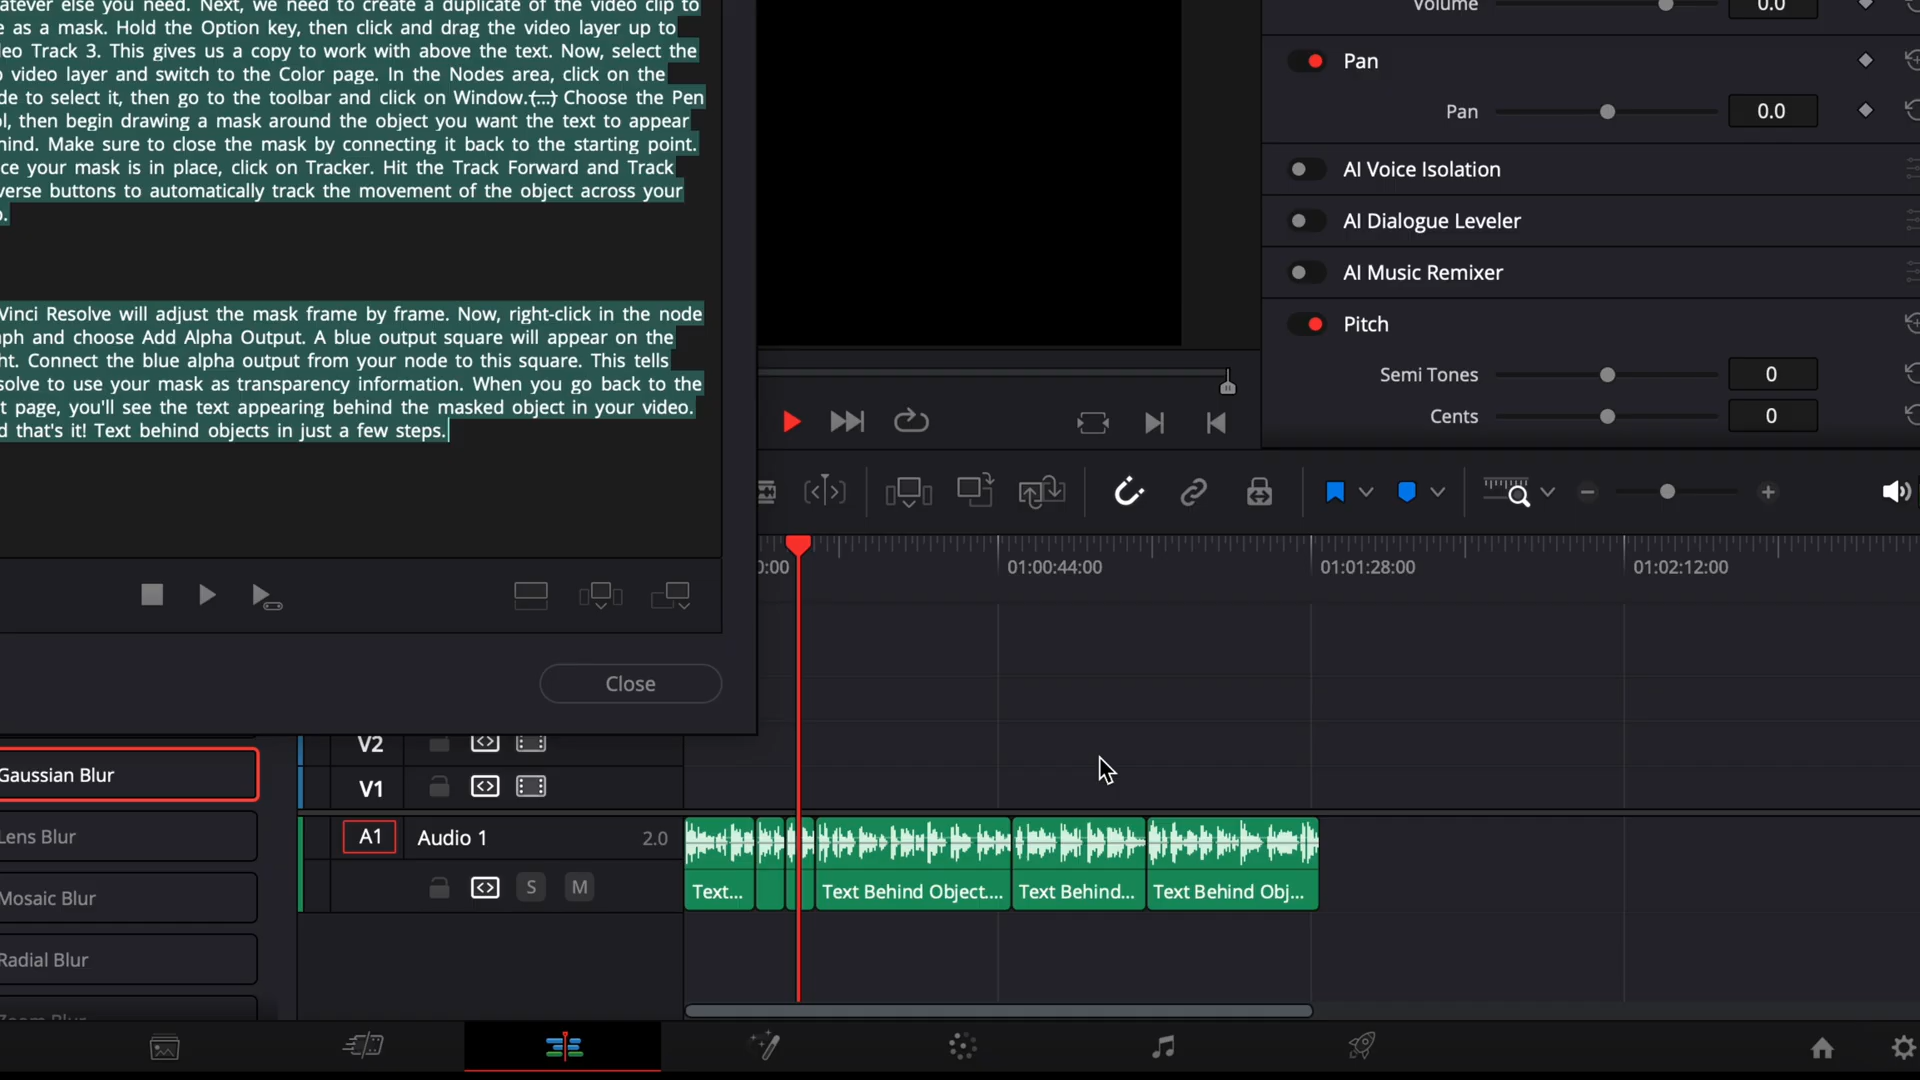 atever else you need. Next, we need to create a duplicate of the video clip to
e as a mask. Hold the Option key, then click and drag the video layer up to
eo Track 3. This gives us a copy to work with above the text. Now, select the
video layer and switch to the Color page. In the Nodes area, click on the
de to select it, then go to the toolbar and click on Window.(...) Choose the Pen
ol, then begin drawing a mask around the object you want the text to appear
hind. Make sure to close the mask by connecting it back to the starting point.
ce your mask is in place, click on Tracker. Hit the Track Forward and Track
verse buttons to automatically track the movement of the object across your
o.
Vinci Resolve will adjust the mask frame by frame. Now, right-click in the node
aph and choose Add Alpha Output. A blue output square will appear on the
ht. Connect the blue alpha output from your node to this square. This tells
solve to use your mask as transparency information. When you go back to the
t page, you'll see the text appearing behind the masked object in your video.
d that's it! Text behind objects in just a few steps.
Close
Volume 0.0
Pan
Pan 0.0
AI Voice Isolation
AI Dialogue Leveler
AI Music Remixer
Pitch
Semi Tones 0
Cents 0
0:00 01:00:44:00 01:01:28:00 01:02:12:00
V2
V1
A1 Audio 1 2.0
S M
Text... Text Behind Object.... Text Behind... Text Behind Obj...
Gaussian Blur
Lens Blur
Mosaic Blur
Radial Blur
Zoom Blur